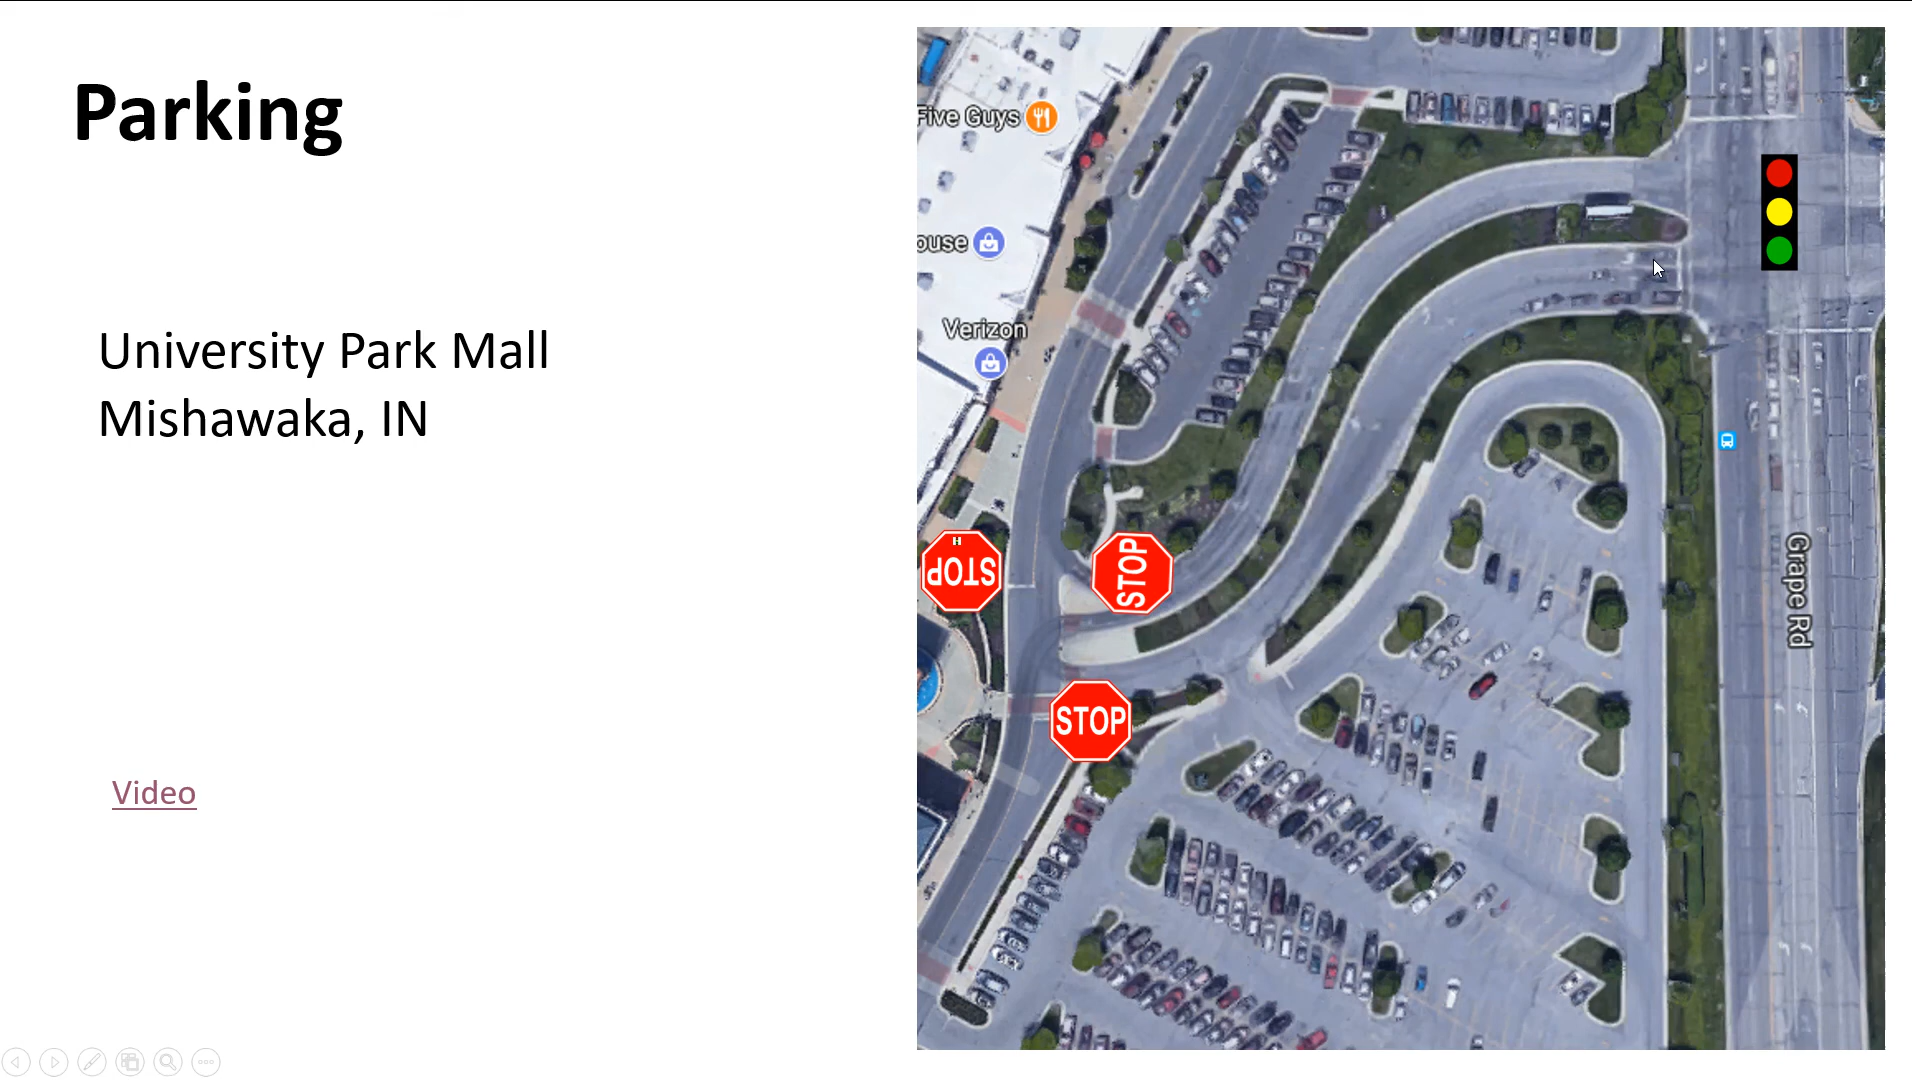 Parking
University Park Mall
Mishawaka, IN
Video
Five Guys
ouse
Verizon
STOP
STOP
STOP
Grape Rd
H